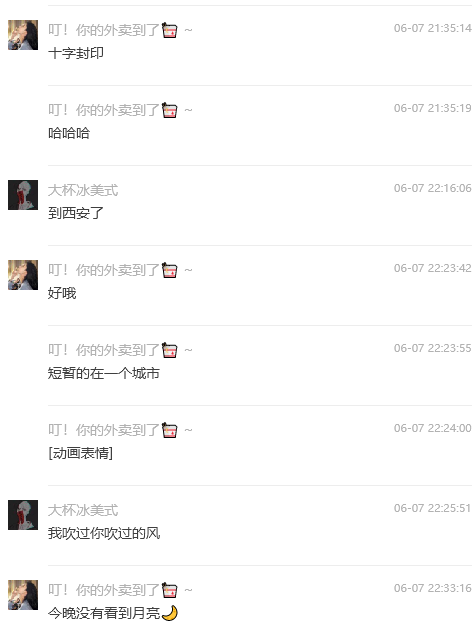 叮！你的外卖到了🥡 ~ 06-07 21:35:14
十字封印
叮！你的外卖到了🥡 ~ 06-07 21:35:19
哈哈哈
大杯冰美式 06-07 22:16:06
到西安了
叮！你的外卖到了🥡 ~ 06-07 22:23:42
好哦
叮！你的外卖到了🥡 ~ 06-07 22:23:55
短暂的在一个城市
叮！你的外卖到了🥡 ~ 06-07 22:24:00
[动画表情]
大杯冰美式 06-07 22:25:51
我吹过你吹过的风
叮！你的外卖到了🥡 ~ 06-07 22:33:16
今晚没有看到月亮🌙